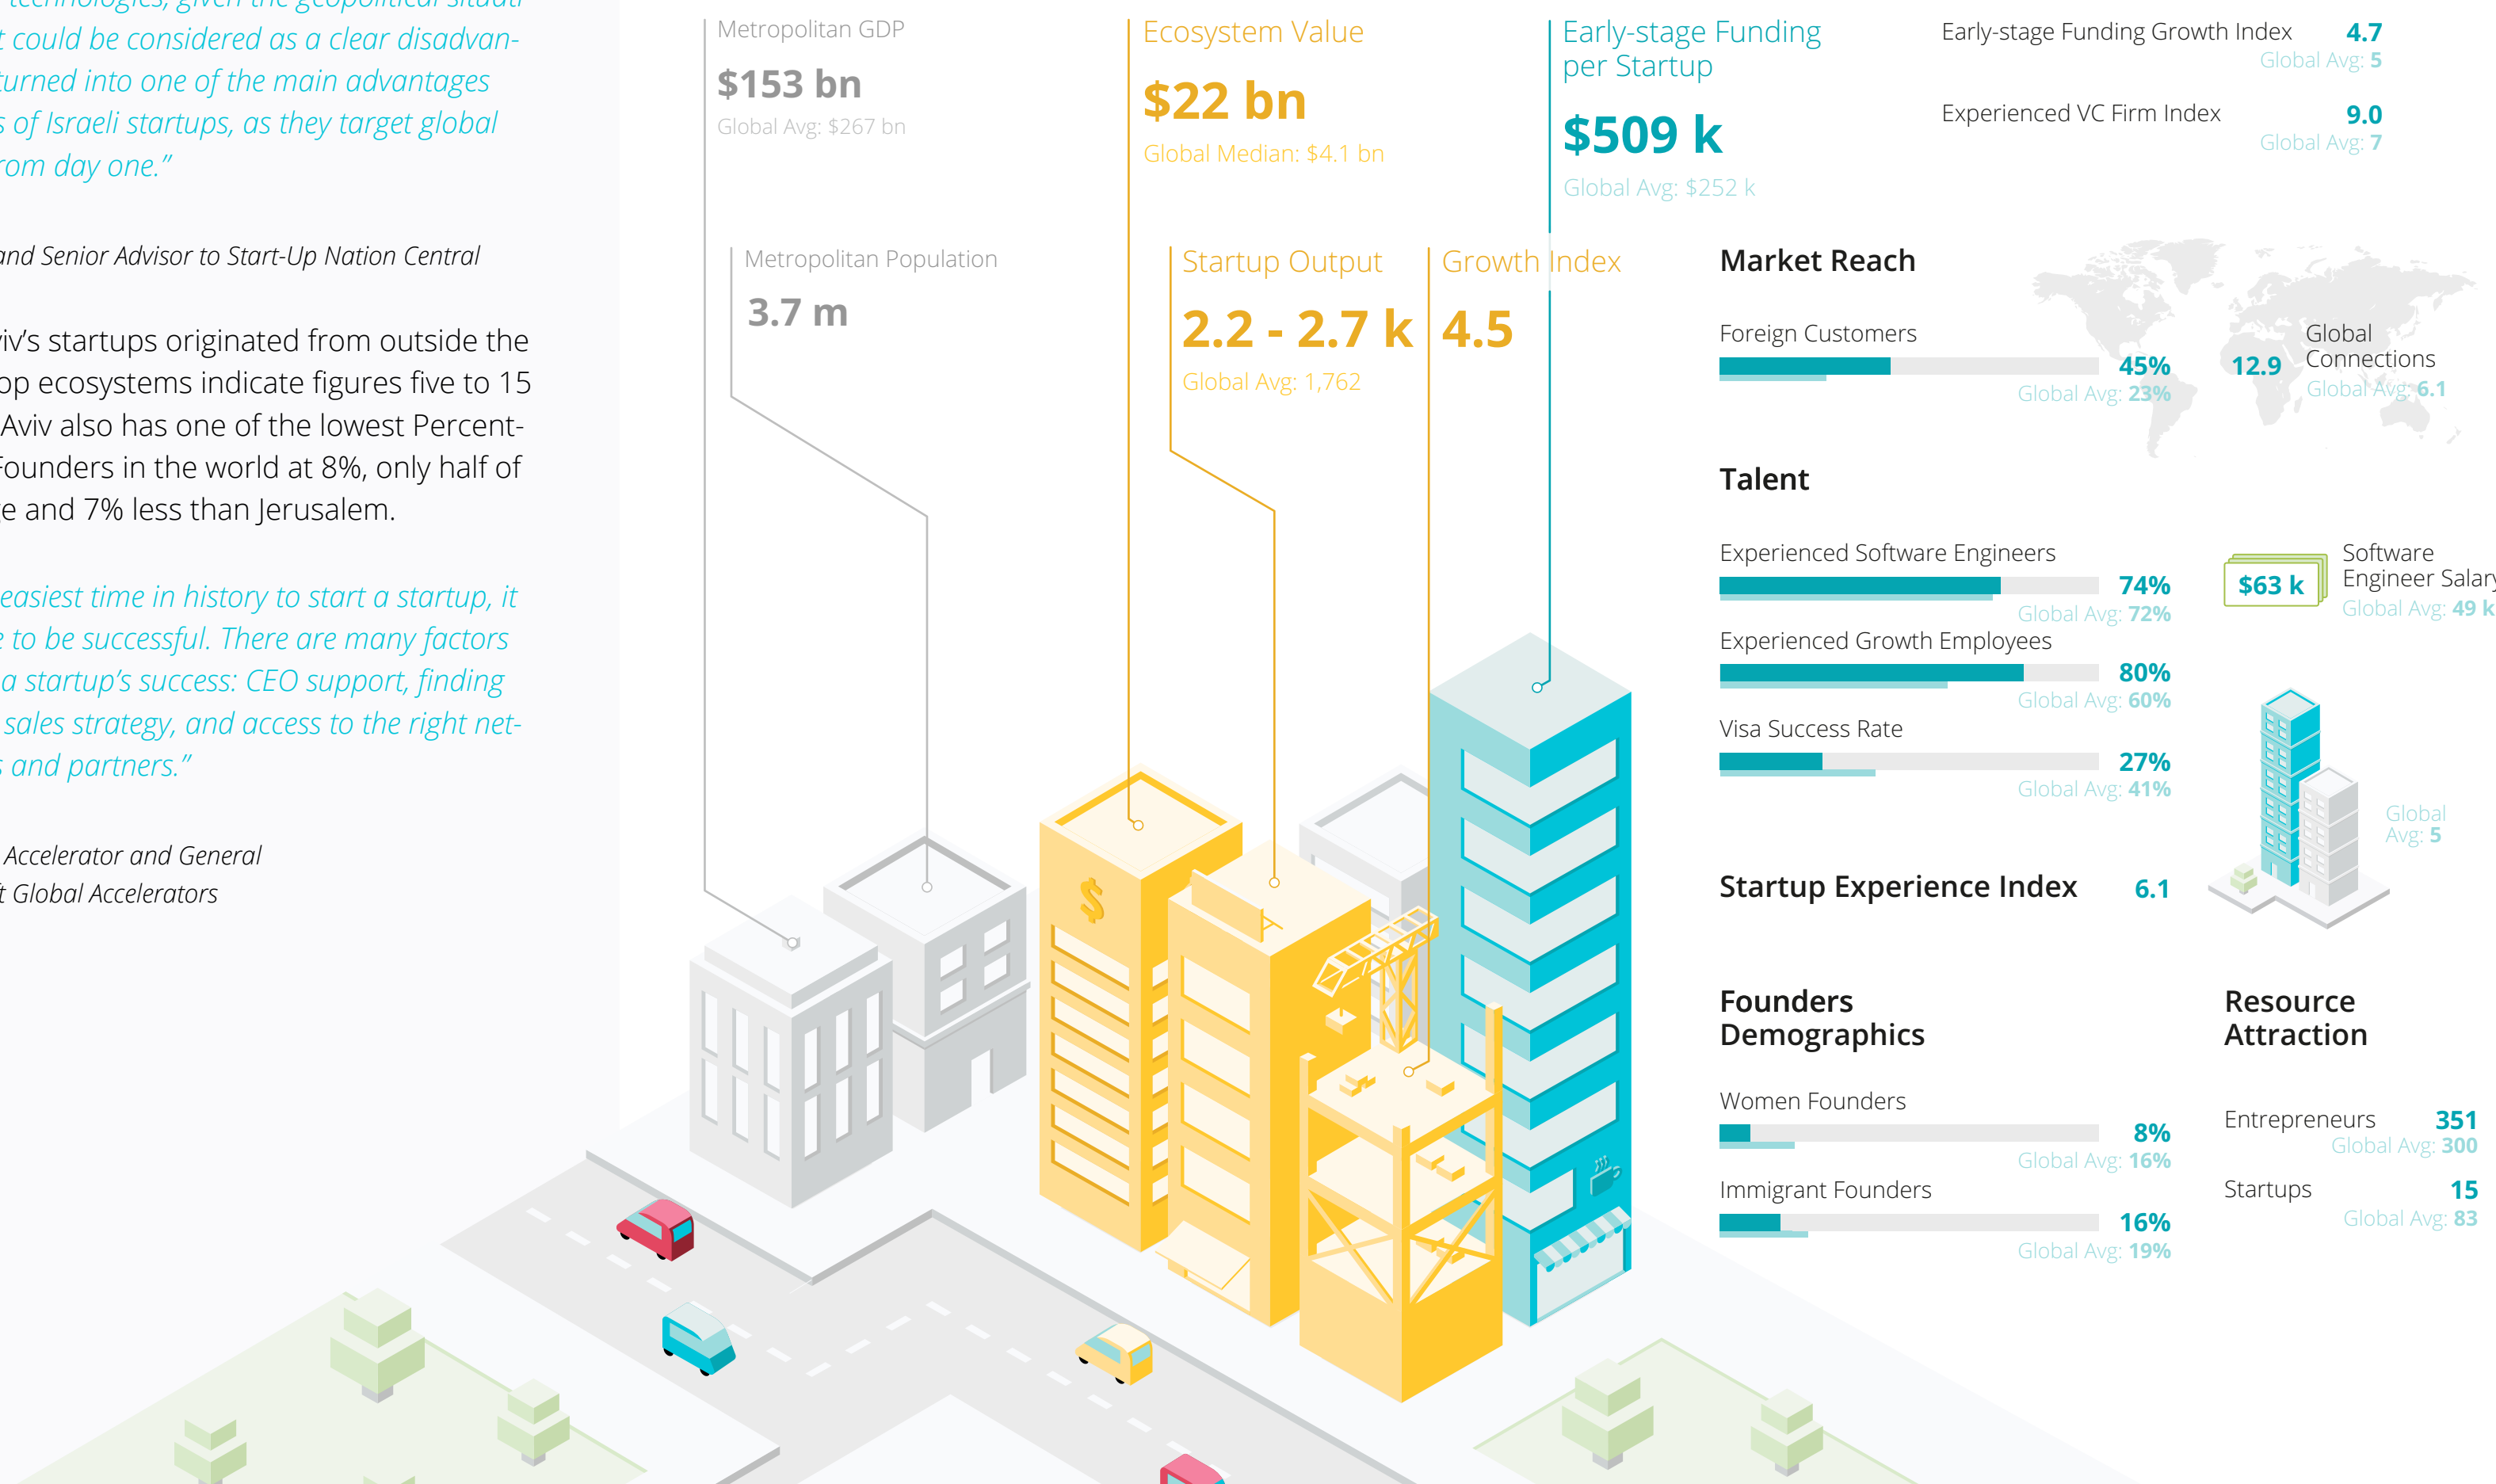 technologies, given the geopolitical situati
t could be considered as a clear disadvan-
turned into one of the main advantages
s of Israeli startups, as they target global
rom day one.”
and Senior Advisor to Start-Up Nation Central
viv’s startups originated from outside the
op ecosystems indicate figures five to 15
Aviv also has one of the lowest Percent-
Founders in the world at 8%, only half of
ge and 7% less than Jerusalem.
easiest time in history to start a startup, it
e to be successful. There are many factors
a startup’s success: CEO support, finding
sales strategy, and access to the right net-
s and partners.”
Accelerator and General
ft Global Accelerators
Metropolitan GDP
$153 bn
Global Avg: $267 bn
Metropolitan Population
3.7 m
Ecosystem Value
$22 bn
Global Median: $4.1 bn
Startup Output
2.2 - 2.7 k
Global Avg: 1,762
Growth Index
4.5
Early-stage Funding
per Startup
$509 k
Global Avg: $252 k
$
Early-stage Funding Growth Index 4.7
Global Avg: 5
Experienced VC Firm Index 9.0
Global Avg: 7
Market Reach
Foreign Customers
45%
Global Avg: 23%
12.9
Global
Connections
Global Avg: 6.1
Talent
Experienced Software Engineers
74%
Global Avg: 72%
Experienced Growth Employees
80%
Global Avg: 60%
Visa Success Rate
27%
Global Avg: 41%
$63 k
Software
Engineer Salary
Global Avg: 49 k
Startup Experience Index 6.1
Global
Avg: 5
Founders
Demographics
Women Founders
8%
Global Avg: 16%
Immigrant Founders
16%
Global Avg: 19%
Resource
Attraction
Entrepreneurs 351
Global Avg: 300
Startups 15
Global Avg: 83